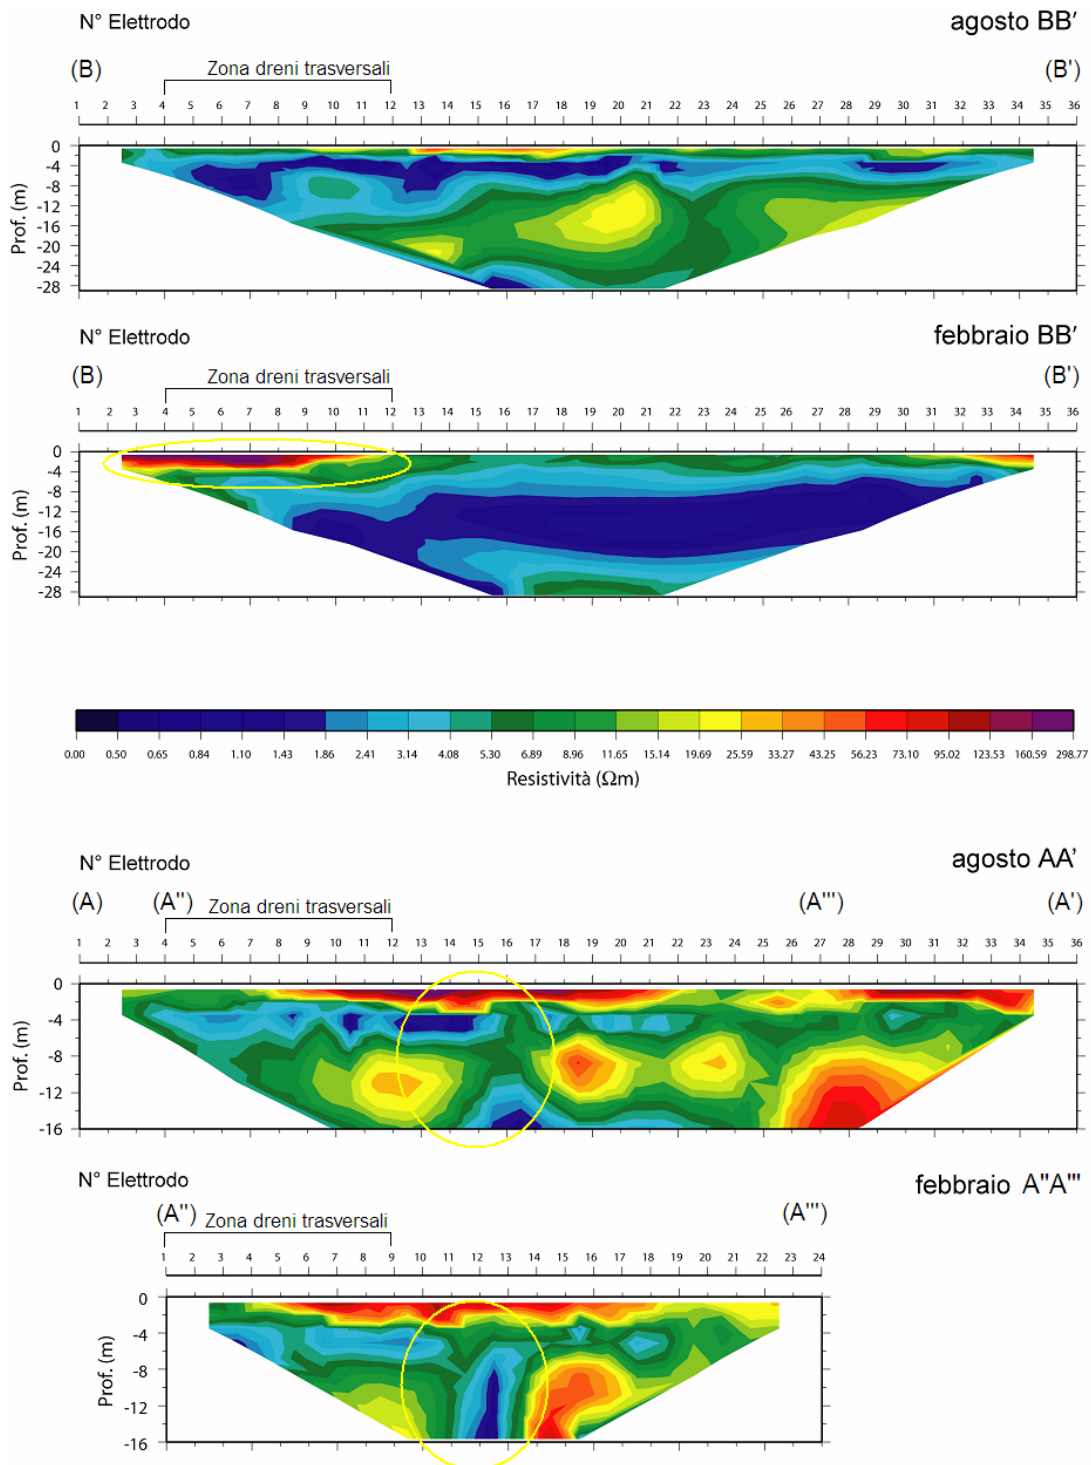 N° Elettrodo agosto BB'
(B) Zona dreni trasversali (B')
1 2 3 4 5 6 7 8 9 10 11 12 13 14 15 16 17 18 19 20 21 22 23 24 25 26 27 28 29 30 31 32 33 34 35 36
0
-4
-8
-12
-16
-20
-24
-28
Prof. (m)
N° Elettrodo febbraio BB'
(B) Zona dreni trasversali (B')
1 2 3 4 5 6 7 8 9 10 11 12 13 14 15 16 17 18 19 20 21 22 23 24 25 26 27 28 29 30 31 32 33 34 35 36
0
-4
-8
-12
-16
-20
-24
-28
Prof. (m)
0.00 0.50 0.65 0.84 1.10 1.43 1.86 2.41 3.14 4.08 5.30 6.89 8.96 11.65 15.14 19.69 25.59 33.27 43.25 56.23 73.10 95.02 123.53 160.59 298.77
Resistività (Ωm)
N° Elettrodo agosto AA'
(A) (A'') Zona dreni trasversali (A''') (A')
1 2 3 4 5 6 7 8 9 10 11 12 13 14 15 16 17 18 19 20 21 22 23 24 25 26 27 28 29 30 31 32 33 34 35 36
0
-4
-8
-12
-16
Prof. (m)
N° Elettrodo febbraio A''A'''
(A'') Zona dreni trasversali (A''')
1 2 3 4 5 6 7 8 9 10 11 12 13 14 15 16 17 18 19 20 21 22 23 24
0
-4
-8
-12
-16
Prof. (m)